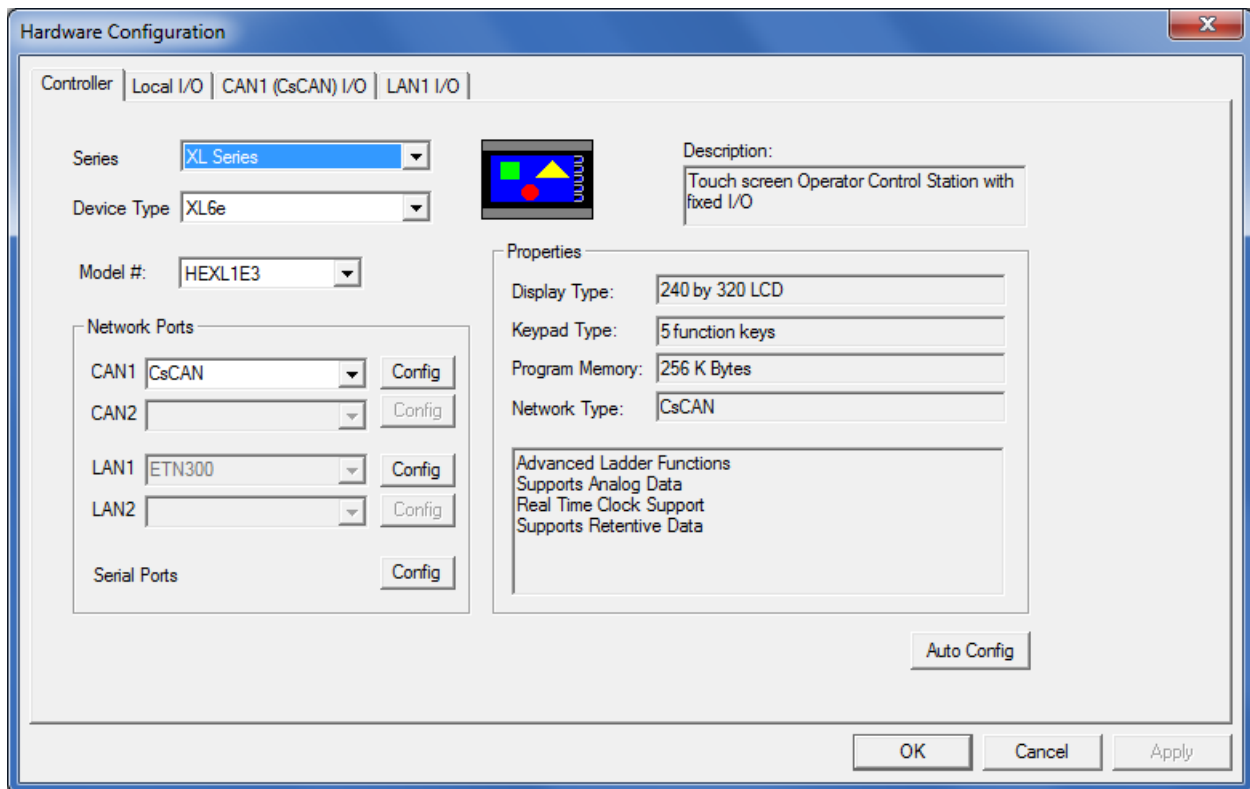 Hardware Configuration
Controller
Local I/O
CAN1 (CsCAN) I/O
LAN1 I/O
Series
XL Series
Device Type
XL6e
Model #:
HEXL1E3
Description:
Touch screen Operator Control Station with
fixed I/O
Network Ports
CAN1
CsCAN
Config
CAN2
Config
LAN1
ETN300
Config
LAN2
Config
Serial Ports
Config
Properties
Display Type:
240 by 320 LCD
Keypad Type:
5 function keys
Program Memory:
256 K Bytes
Network Type:
CsCAN
Advanced Ladder Functions
Supports Analog Data
Real Time Clock Support
Supports Retentive Data
Auto Config
OK
Cancel
Apply